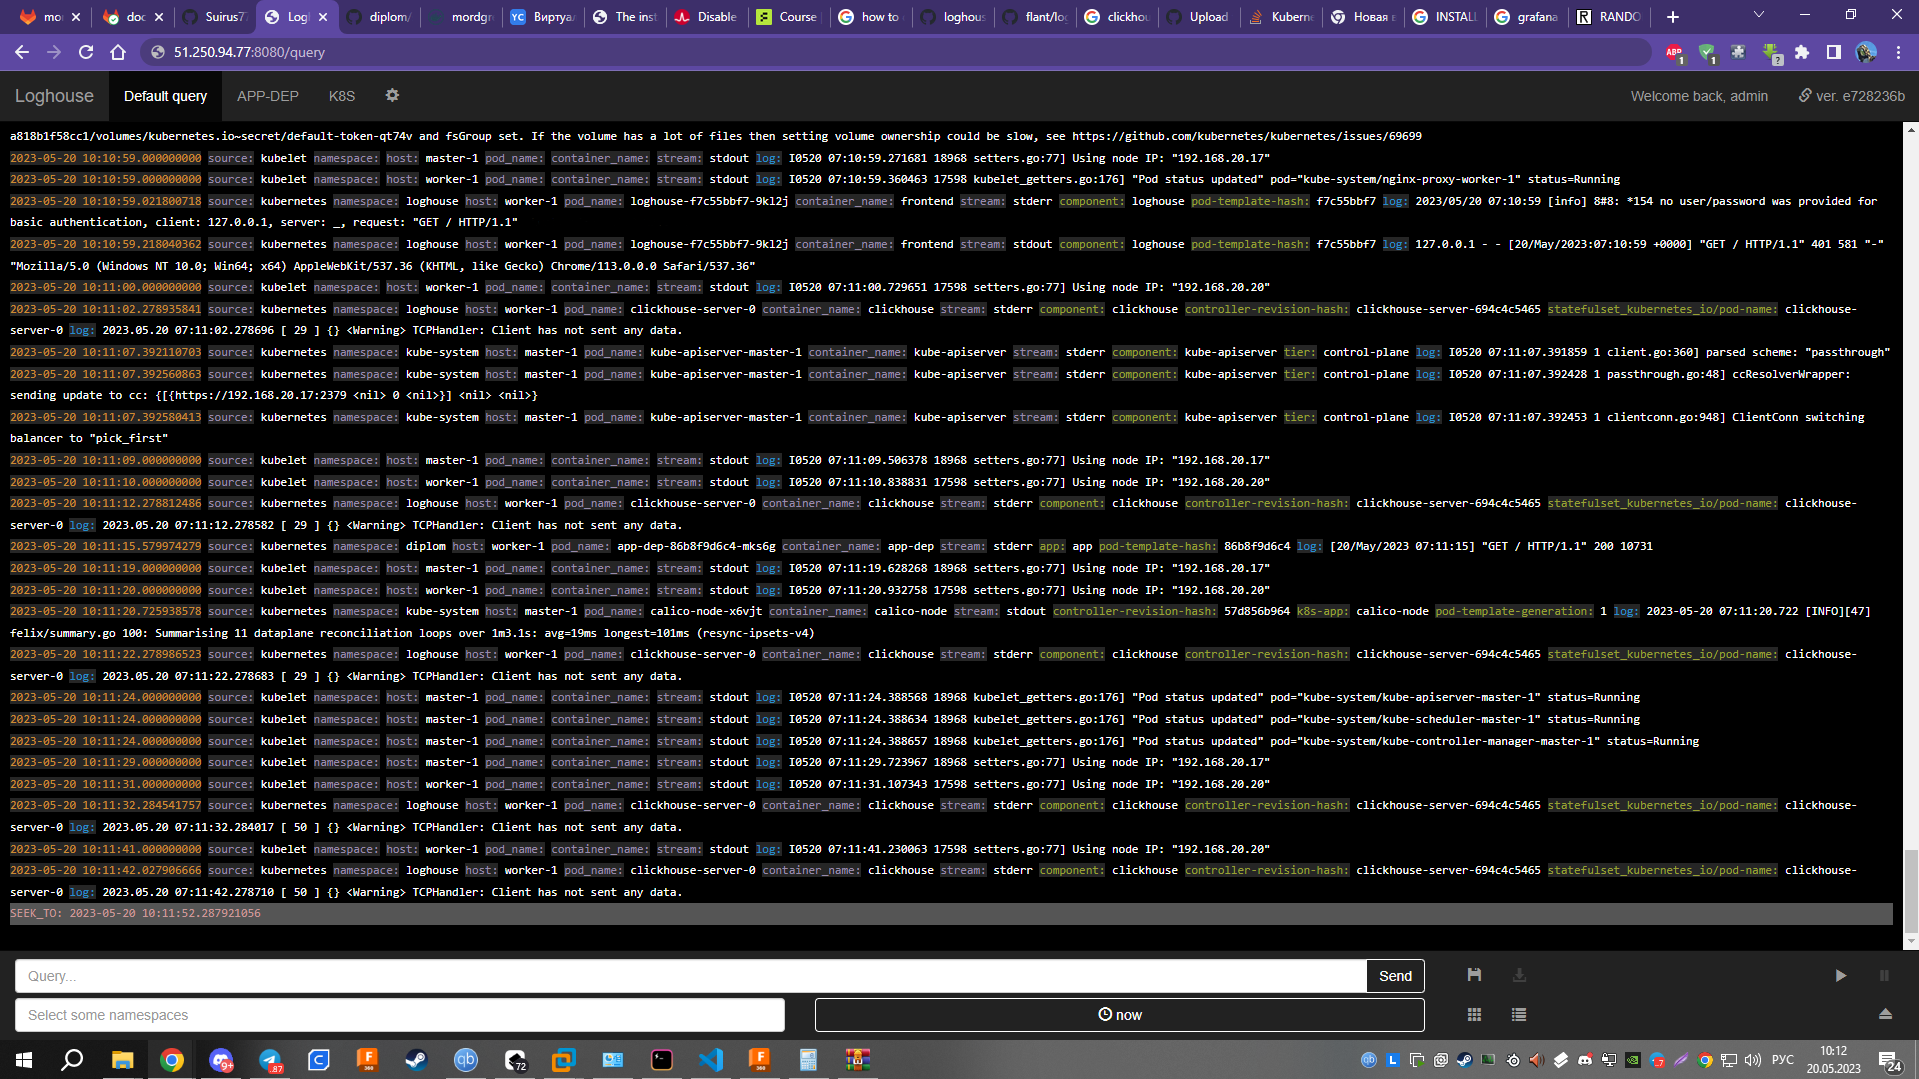 mor
doc
Suirus77
Logh
diplom/
mordgre
Виртуал
The inst
Disable
Course
how to
loghous
flant/log
clickhou
Upload
Kuberne
Новая в
INSTALL
grafana
RANDO
51.250.94.77:8080/query
Loghouse Default query APP-DEP K8S Welcome back, admin ver. e728236b
a818b1f58cc1/volumes/kubernetes.io~secret/default-token-qt74v and fsGroup set. If the volume has a lot of files then setting volume ownership could be slow, see https://github.com/kubernetes/kubernetes/issues/69699
2023-05-20 10:10:59.000000000 source: kubelet namespace: host: master-1 pod_name: container_name: stream: stdout log: I0520 07:10:59.271681 18968 setters.go:77] Using node IP: "192.168.20.17"
2023-05-20 10:10:59.000000000 source: kubelet namespace: host: worker-1 pod_name: container_name: stream: stdout log: I0520 07:10:59.360463 17598 kubelet_getters.go:176] "Pod status updated" pod="kube-system/nginx-proxy-worker-1" status=Running
2023-05-20 10:10:59.021800718 source: kubernetes namespace: loghouse host: worker-1 pod_name: loghouse-f7c55bbf7-9kl2j container_name: frontend stream: stderr component: loghouse pod-template-hash: f7c55bbf7 log: 2023/05/20 07:10:59 [info] 8#8: *154 no user/password was provided for
basic authentication, client: 127.0.0.1, server: _, request: "GET / HTTP/1.1"
2023-05-20 10:10:59.218040362 source: kubernetes namespace: loghouse host: worker-1 pod_name: loghouse-f7c55bbf7-9kl2j container_name: frontend stream: stdout component: loghouse pod-template-hash: f7c55bbf7 log: 127.0.0.1 - - [20/May/2023:07:10:59 +0000] "GET / HTTP/1.1" 401 581 "-"
"Mozilla/5.0 (Windows NT 10.0; Win64; x64) AppleWebKit/537.36 (KHTML, like Gecko) Chrome/113.0.0.0 Safari/537.36"
2023-05-20 10:11:00.000000000 source: kubelet namespace: host: worker-1 pod_name: container_name: stream: stdout log: I0520 07:11:00.729651 17598 setters.go:77] Using node IP: "192.168.20.20"
2023-05-20 10:11:02.278935841 source: kubernetes namespace: loghouse host: worker-1 pod_name: clickhouse-server-0 container_name: clickhouse stream: stderr component: clickhouse controller-revision-hash: clickhouse-server-694c4c5465 statefulset_kubernetes_io/pod-name: clickhouse-
server-0 log: 2023.05.20 07:11:02.278696 [ 29 ] {} <Warning> TCPHandler: Client has not sent any data.
2023-05-20 10:11:07.392110703 source: kubernetes namespace: kube-system host: master-1 pod_name: kube-apiserver-master-1 container_name: kube-apiserver stream: stderr component: kube-apiserver tier: control-plane log: I0520 07:11:07.391859 1 client.go:360] parsed scheme: "passthrough"
2023-05-20 10:11:07.392560863 source: kubernetes namespace: kube-system host: master-1 pod_name: kube-apiserver-master-1 container_name: kube-apiserver stream: stderr component: kube-apiserver tier: control-plane log: I0520 07:11:07.392428 1 passthrough.go:48] ccResolverWrapper:
sending update to cc: {[{https://192.168.20.17:2379 <nil> 0 <nil>}] <nil> <nil>}
2023-05-20 10:11:07.392580413 source: kubernetes namespace: kube-system host: master-1 pod_name: kube-apiserver-master-1 container_name: kube-apiserver stream: stderr component: kube-apiserver tier: control-plane log: I0520 07:11:07.392453 1 clientconn.go:948] ClientConn switching
balancer to "pick_first"
2023-05-20 10:11:09.000000000 source: kubelet namespace: host: master-1 pod_name: container_name: stream: stdout log: I0520 07:11:09.506378 18968 setters.go:77] Using node IP: "192.168.20.17"
2023-05-20 10:11:10.000000000 source: kubelet namespace: host: worker-1 pod_name: container_name: stream: stdout log: I0520 07:11:10.838831 17598 setters.go:77] Using node IP: "192.168.20.20"
2023-05-20 10:11:12.278812486 source: kubernetes namespace: loghouse host: worker-1 pod_name: clickhouse-server-0 container_name: clickhouse stream: stderr component: clickhouse controller-revision-hash: clickhouse-server-694c4c5465 statefulset_kubernetes_io/pod-name: clickhouse-
server-0 log: 2023.05.20 07:11:12.278582 [ 29 ] {} <Warning> TCPHandler: Client has not sent any data.
2023-05-20 10:11:15.579974279 source: kubernetes namespace: diplom host: worker-1 pod_name: app-dep-86b8f9d6c4-mks6g container_name: app-dep stream: stderr app: app pod-template-hash: 86b8f9d6c4 log: [20/May/2023 07:11:15] "GET / HTTP/1.1" 200 10731
2023-05-20 10:11:19.000000000 source: kubelet namespace: host: master-1 pod_name: container_name: stream: stdout log: I0520 07:11:19.628268 18968 setters.go:77] Using node IP: "192.168.20.17"
2023-05-20 10:11:20.000000000 source: kubelet namespace: host: worker-1 pod_name: container_name: stream: stdout log: I0520 07:11:20.932758 17598 setters.go:77] Using node IP: "192.168.20.20"
2023-05-20 10:11:20.725938578 source: kubernetes namespace: kube-system host: master-1 pod_name: calico-node-x6vjt container_name: calico-node stream: stdout controller-revision-hash: 57d856b964 k8s-app: calico-node pod-template-generation: 1 log: 2023-05-20 07:11:20.722 [INFO][47]
felix/summary.go 100: Summarising 11 dataplane reconciliation loops over 1m3.1s: avg=19ms longest=101ms (resync-ipsets-v4)
2023-05-20 10:11:22.278986523 source: kubernetes namespace: loghouse host: worker-1 pod_name: clickhouse-server-0 container_name: clickhouse stream: stderr component: clickhouse controller-revision-hash: clickhouse-server-694c4c5465 statefulset_kubernetes_io/pod-name: clickhouse-
server-0 log: 2023.05.20 07:11:22.278683 [ 29 ] {} <Warning> TCPHandler: Client has not sent any data.
2023-05-20 10:11:24.000000000 source: kubelet namespace: host: master-1 pod_name: container_name: stream: stdout log: I0520 07:11:24.388568 18968 kubelet_getters.go:176] "Pod status updated" pod="kube-system/kube-apiserver-master-1" status=Running
2023-05-20 10:11:24.000000000 source: kubelet namespace: host: master-1 pod_name: container_name: stream: stdout log: I0520 07:11:24.388634 18968 kubelet_getters.go:176] "Pod status updated" pod="kube-system/kube-scheduler-master-1" status=Running
2023-05-20 10:11:24.000000000 source: kubelet namespace: host: master-1 pod_name: container_name: stream: stdout log: I0520 07:11:24.388657 18968 kubelet_getters.go:176] "Pod status updated" pod="kube-system/kube-controller-manager-master-1" status=Running
2023-05-20 10:11:29.000000000 source: kubelet namespace: host: master-1 pod_name: container_name: stream: stdout log: I0520 07:11:29.723967 18968 setters.go:77] Using node IP: "192.168.20.17"
2023-05-20 10:11:31.000000000 source: kubelet namespace: host: worker-1 pod_name: container_name: stream: stdout log: I0520 07:11:31.107343 17598 setters.go:77] Using node IP: "192.168.20.20"
2023-05-20 10:11:32.284541757 source: kubernetes namespace: loghouse host: worker-1 pod_name: clickhouse-server-0 container_name: clickhouse stream: stderr component: clickhouse controller-revision-hash: clickhouse-server-694c4c5465 statefulset_kubernetes_io/pod-name: clickhouse-
server-0 log: 2023.05.20 07:11:32.284017 [ 50 ] {} <Warning> TCPHandler: Client has not sent any data.
2023-05-20 10:11:41.000000000 source: kubelet namespace: host: worker-1 pod_name: container_name: stream: stdout log: I0520 07:11:41.230063 17598 setters.go:77] Using node IP: "192.168.20.20"
2023-05-20 10:11:42.027906666 source: kubernetes namespace: loghouse host: worker-1 pod_name: clickhouse-server-0 container_name: clickhouse stream: stderr component: clickhouse controller-revision-hash: clickhouse-server-694c4c5465 statefulset_kubernetes_io/pod-name: clickhouse-
server-0 log: 2023.05.20 07:11:42.278710 [ 50 ] {} <Warning> TCPHandler: Client has not sent any data.
SEEK_TO: 2023-05-20 10:11:52.287921056
Query... Send
Select some namespaces now
РУС 10:12
20.05.2023 24